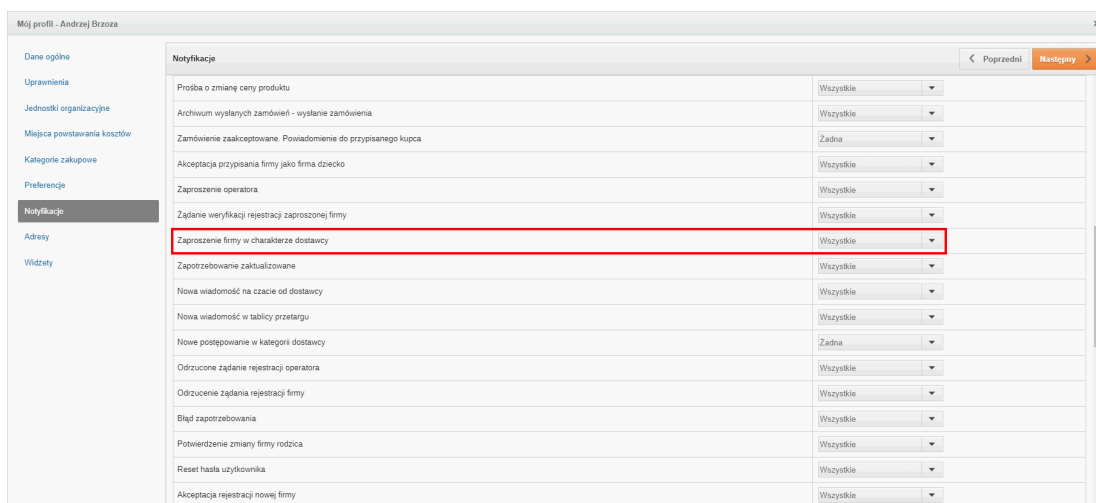 Mój profil - Andrzej Brzoza
Dane ogólne
Uprawnienia
Jednostki organizacyjne
Miejsca powstawania kosztów
Kategorie zakupowe
Preferencje
Notyfikacje
Adresy
Widżety
Notyfikacje
Poprzedni
Następny
Prośba o zmianę ceny produktu Wszystkie
Archiwum wysłanych zamówień - wysłanie zamówienia Wszystkie
Zamówienie zaakceptowane. Powiadomienie do przypisanego kupca Żadna
Akceptacja przypisania firmy jako firma dziecko Wszystkie
Zaproszenie operatora Wszystkie
Żądanie weryfikacji rejestracji zaproszonej firmy Wszystkie
Zaproszenie firmy w charakterze dostawcy Wszystkie
Zapotrzebowanie zaktualizowane Wszystkie
Nowa wiadomość na czacie od dostawcy Wszystkie
Nowa wiadomość w tablicy przetargu Wszystkie
Nowe postępowanie w kategorii dostawcy Żadna
Odrzucone żądanie rejestracji operatora Wszystkie
Odrzucenie żądania rejestracji firmy Wszystkie
Błąd zapotrzebowania Wszystkie
Potwierdzenie zmiany firmy rodzica Wszystkie
Reset hasła użytkownika Wszystkie
Akceptacja rejestracji nowej firmy Wszystkie